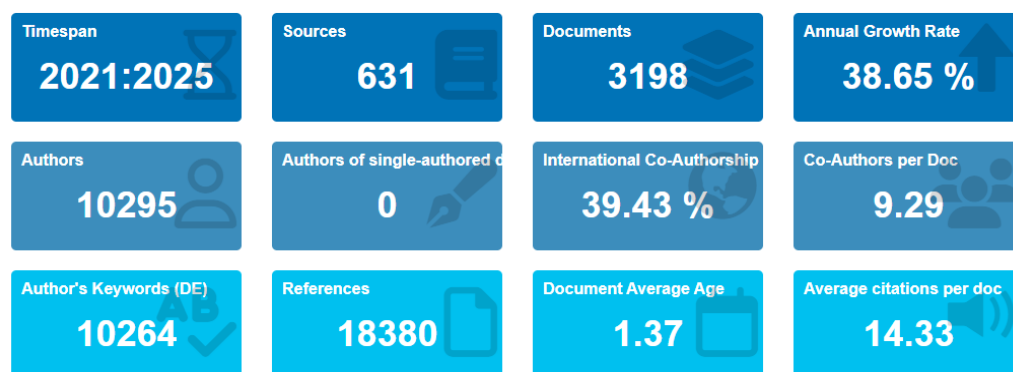 Timespan
2021:2025
Sources
631
Documents
3198
Annual Growth Rate
38.65 %
Authors
10295
Authors of single-authored d
0
International Co-Authorship
39.43 %
Co-Authors per Doc
9.29
Author's Keywords (DE)
10264
AB
References
18380
Document Average Age
1.37
Average citations per doc
14.33